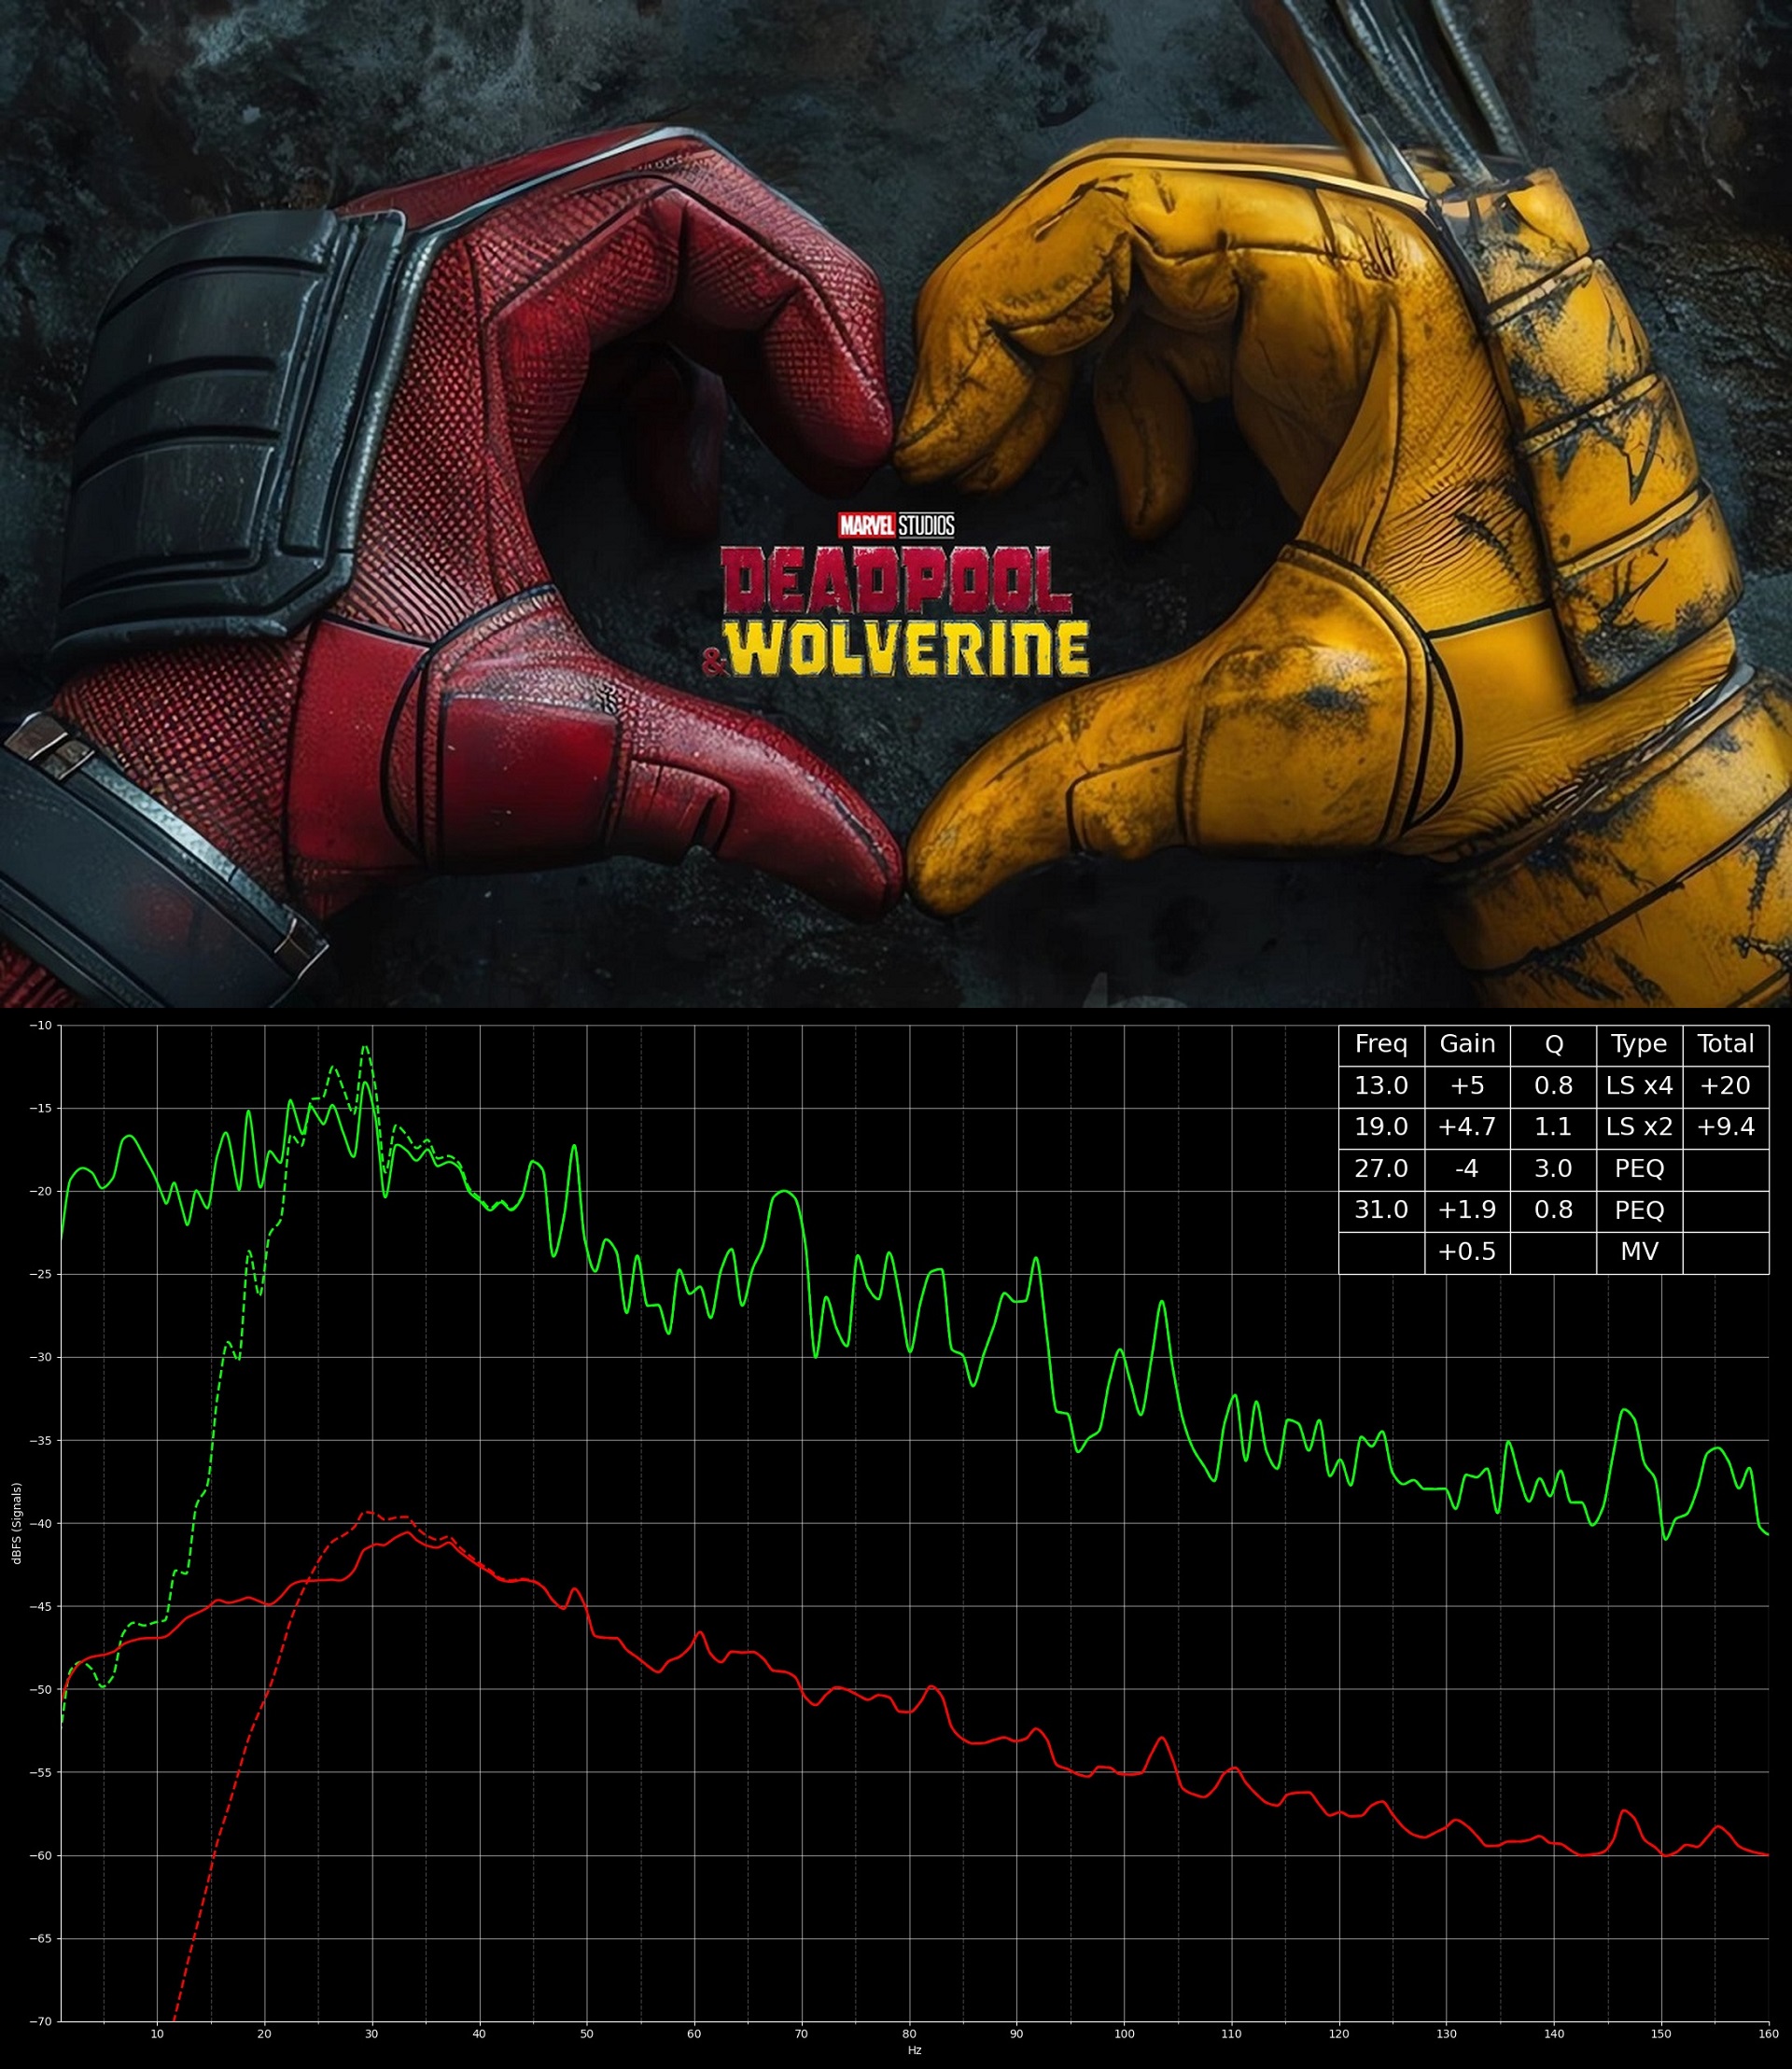 MARVEL STUDIOS
DEADPOOL
& WOLVERINE
Freq Gain Q Type Total
13.0 +5 0.8 LS x4 +20
19.0 +4.7 1.1 LS x2 +9.4
27.0 -4 3.0 PEQ
31.0 +1.9 0.8 PEQ
+0.5 MV
−10
−15
−20
−25
−30
−35
−40
−45
−50
−55
−60
−65
−70
dBFS (Signals)
10 20 30 40 50 60 70 80 90 100 110 120 130 140 150 160
Hz